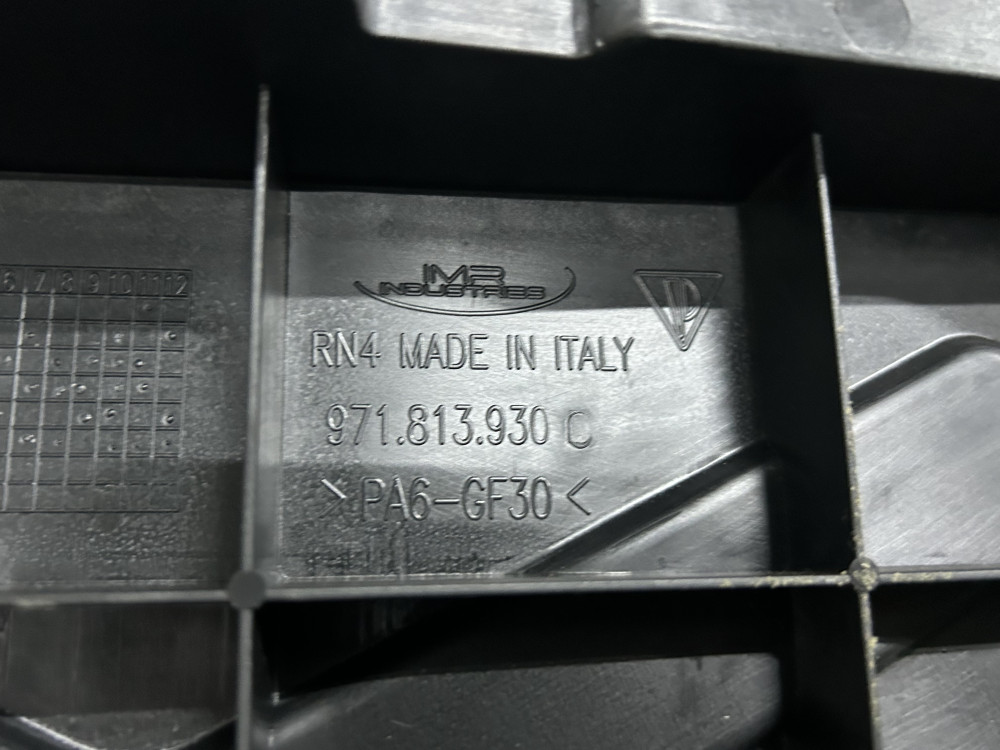 6 7 8 9 10 11 12
IMR
INDUSTRIES
RN4 MADE IN ITALY
971.813.930 C
>PA6-GF30<